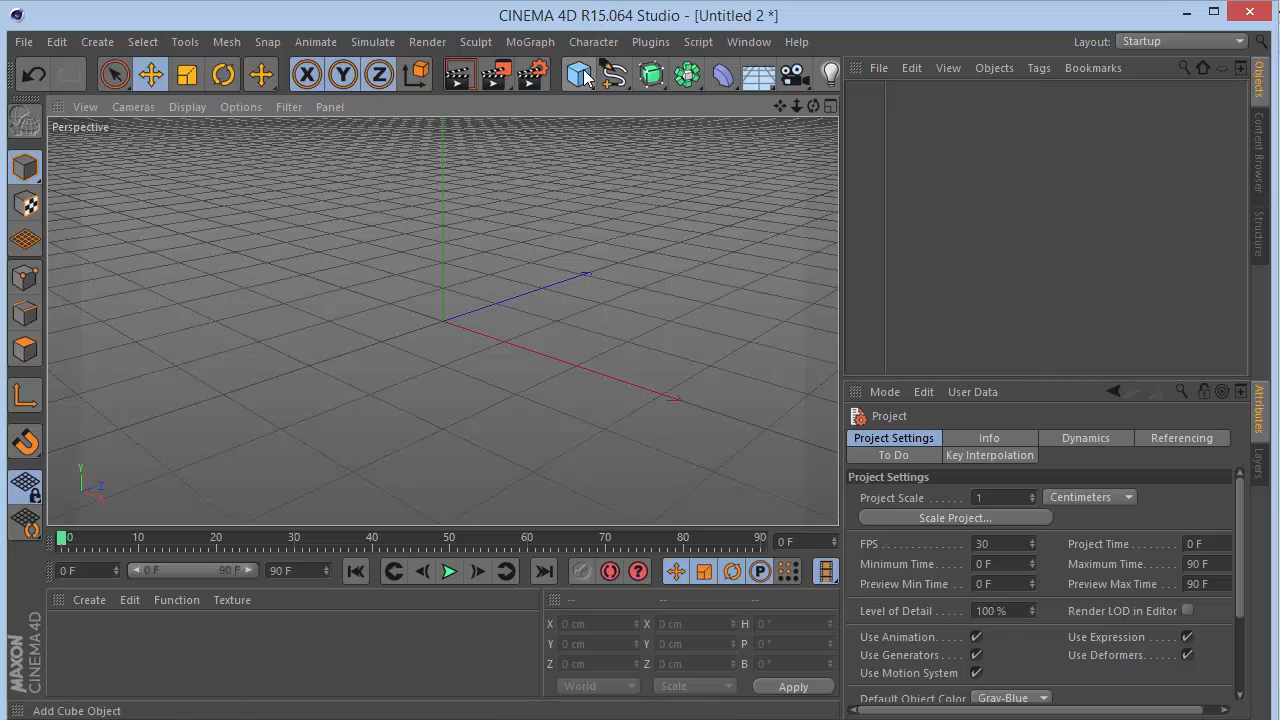 CINEMA 4D R15.064 Studio - [Untitled 2 *]
File Edit Create Select Tools Mesh Snap Animate Simulate Render Sculpt MoGraph Character Plugins Script Window Help Layout: Startup
X Y Z
File Edit View Objects Tags Bookmarks
View Cameras Display Options Filter Panel
Perspective
Objects
Content Browser
Structure
Y
Z
X
Mode Edit User Data
Attributes
Layers
Project
Project Settings Info Dynamics Referencing
To Do Key Interpolation
Project Settings
Project Scale ...... 1 Centimeters
Scale Project...
FPS .............. 30 Project Time ...... 0 F
Minimum Time.... 0 F Maximum Time.... 90 F
Preview Min Time .. 0 F Preview Max Time . 90 F
Level of Detail ..... 100 % Render LOD in Editor
Use Animation.... Use Expression ....
Use Generators .... Use Deformers.....
Use Motion System
Default Object Color Gray-Blue
0 10 20 30 40 50 60 70 80 90 0 F
0 F 0 F 90 F 90 F
P
Create Edit Function Texture
-- -- --
X 0 cm X 0 cm H 0 °
Y 0 cm Y 0 cm P 0 °
Z 0 cm Z 0 cm B 0 °
World Scale Apply
MAXON
CINEMA 4D
Add Cube Object